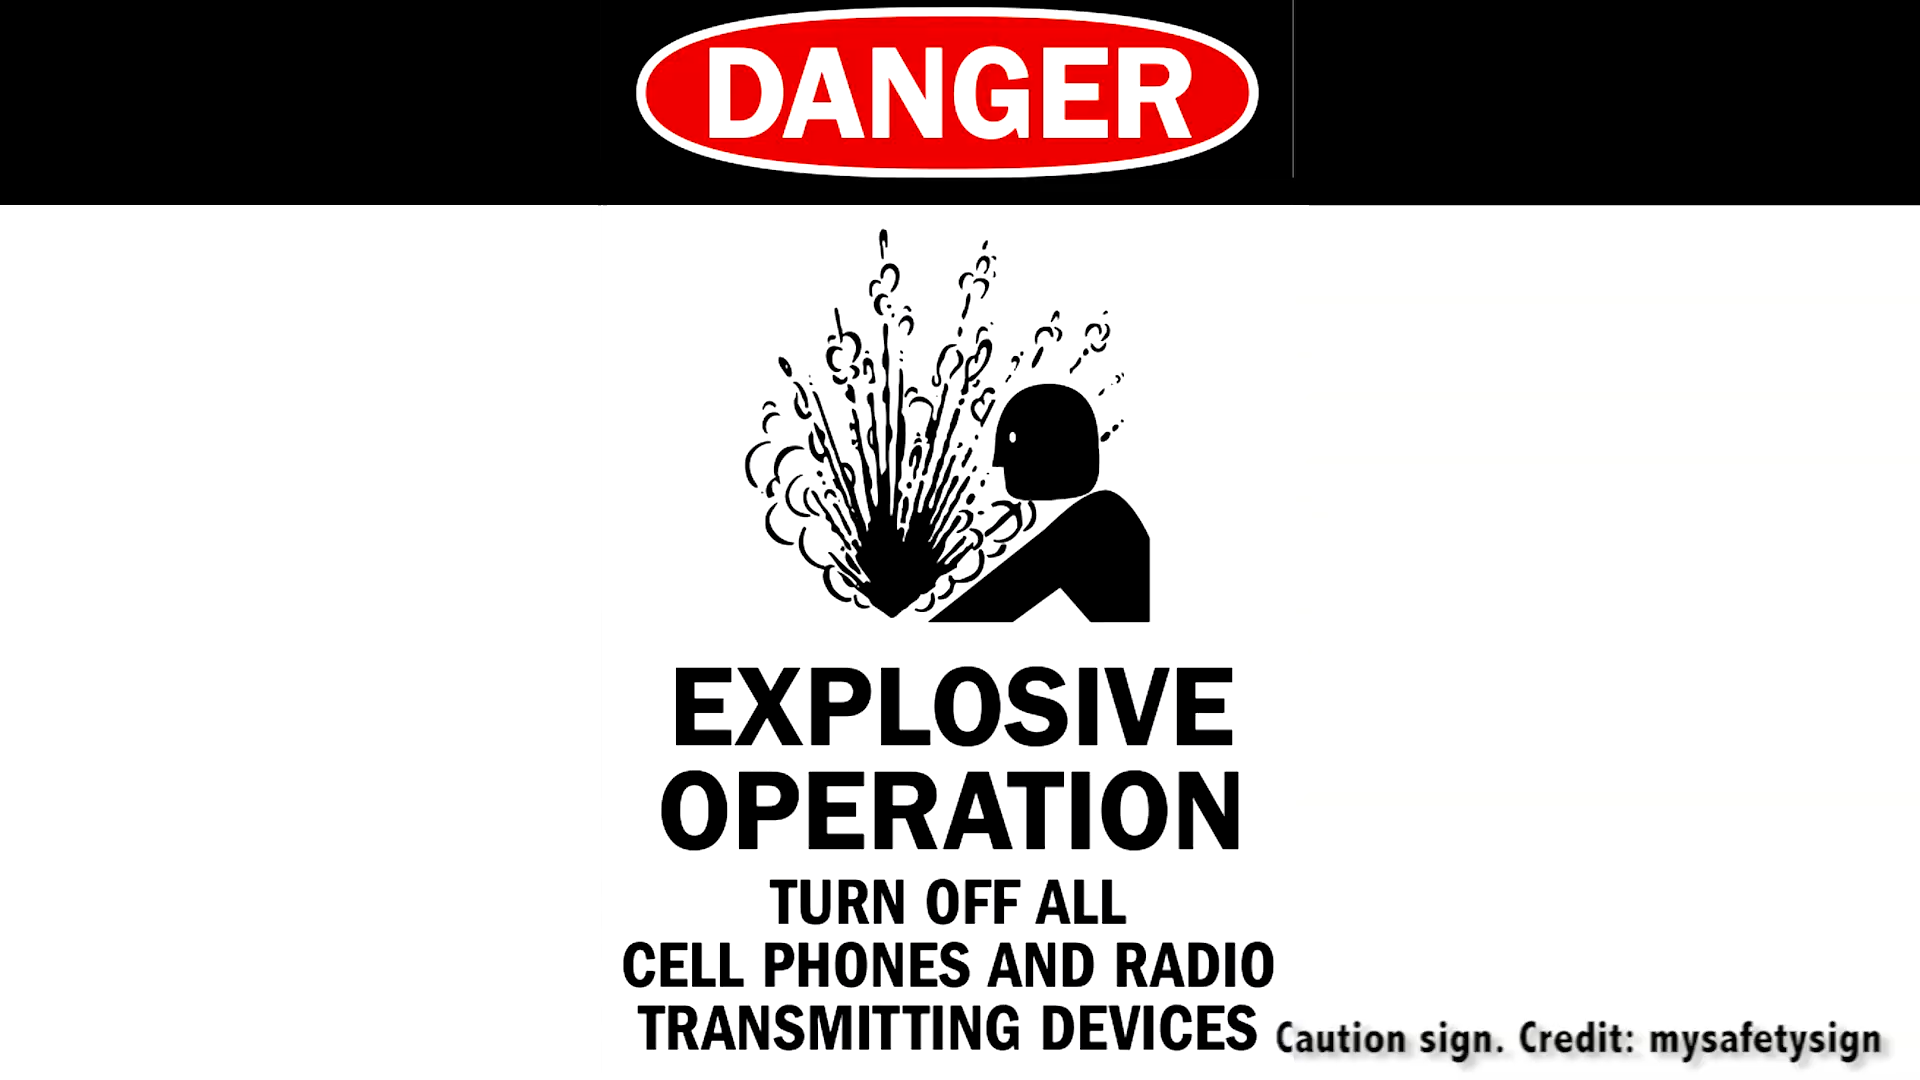 DANGER
EXPLOSIVE
OPERATION
TURN OFF ALL
CELL PHONES AND RADIO
TRANSMITTING DEVICES
Caution sign. Credit: mysafetysign